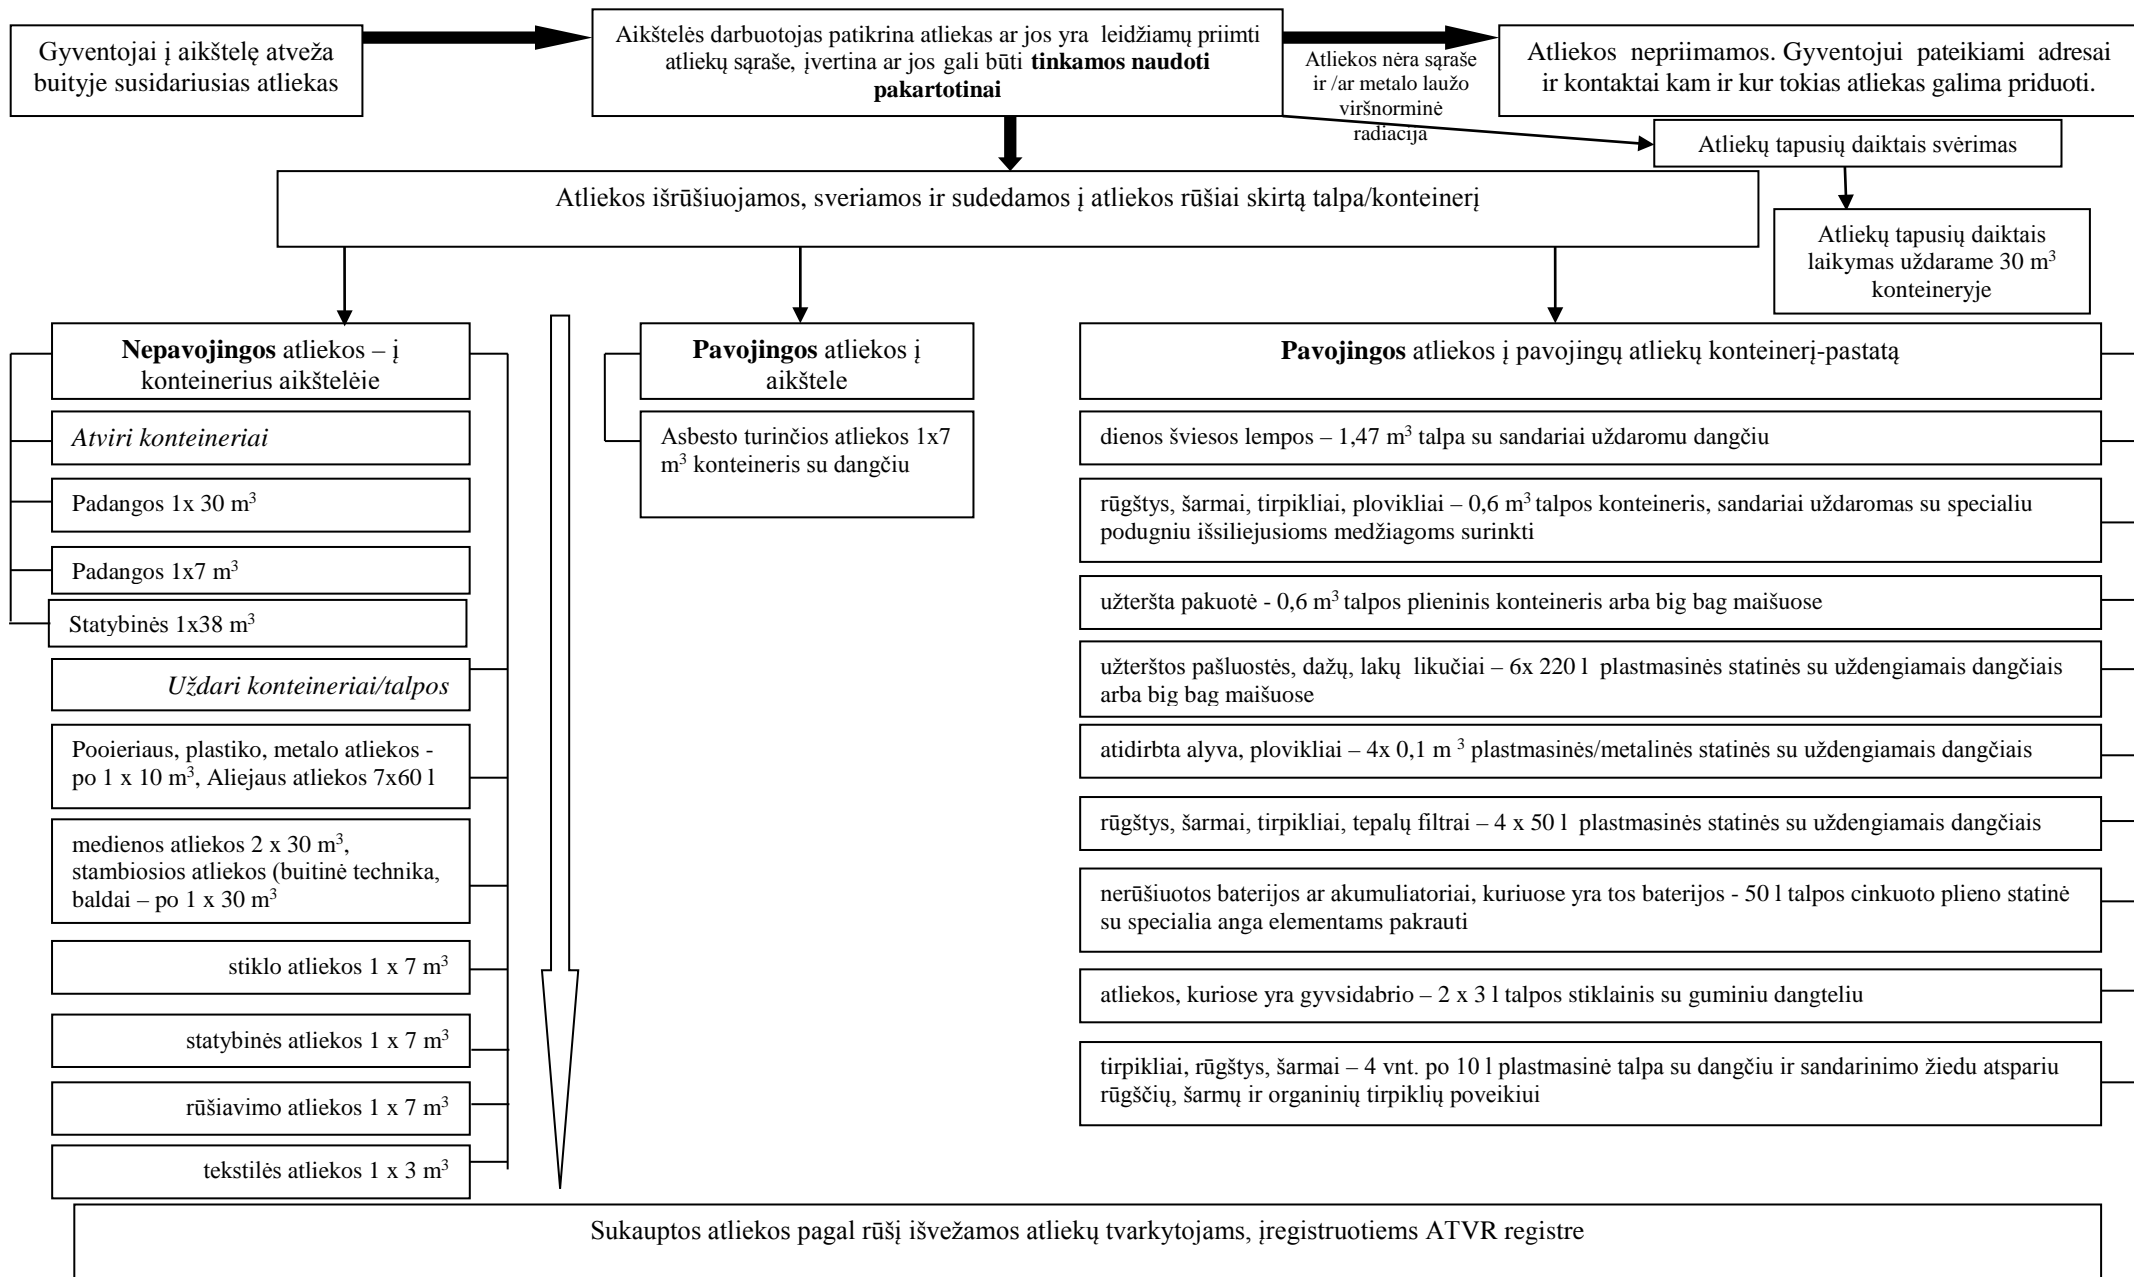 Gyventojai į aikštelę atveža
buityje susidariusias atliekas
Aikštelės darbuotojas patikrina atliekas ar jos yra leidžiamų priimti
atliekų sąraše, įvertina ar jos gali būti tinkamos naudoti
pakartotinai
Atliekos nėra sąraše
ir /ar metalo laužo
viršnorminė
radiacija
Atliekos nepriimamos. Gyventojui pateikiami adresai
ir kontaktai kam ir kur tokias atliekas galima priduoti.
Atliekų tapusių daiktais svėrimas
Atliekos išrūšiuojamos, sveriamos ir sudedamos į atliekos rūšiai skirtą talpa/konteinerį
Atliekų tapusių daiktais
laikymas uždarame 30 m³
konteineryje
Nepavojingos atliekos – į
konteinerius aikštelėie
Atviri konteineriai
Padangos 1x 30 m³
Padangos 1x7 m³
Statybinės 1x38 m³
Uždari konteineriai/talpos
Pooieriaus, plastiko, metalo atliekos -
po 1 x 10 m³, Aliejaus atliekos 7x60 l
medienos atliekos 2 x 30 m³,
stambiosios atliekos (buitinė technika,
baldai – po 1 x 30 m³
stiklo atliekos 1 x 7 m³
statybinės atliekos 1 x 7 m³
rūšiavimo atliekos 1 x 7 m³
tekstilės atliekos 1 x 3 m³
Pavojingos atliekos į
aikštele
Asbesto turinčios atliekos 1x7
m³ konteineris su dangčiu
Pavojingos atliekos į pavojingų atliekų konteinerį-pastatą
dienos šviesos lempos – 1,47 m³ talpa su sandariai uždaromu dangčiu
rūgštys, šarmai, tirpikliai, plovikliai – 0,6 m³ talpos konteineris, sandariai uždaromas su specialiu
podugniu išsiliejusioms medžiagoms surinkti
užteršta pakuotė - 0,6 m³ talpos plieninis konteineris arba big bag maišuose
užterštos pašluostės, dažų, lakų likučiai – 6x 220 l plastmasinės statinės su uždengiamais dangčiais
arba big bag maišuose
atidirbta alyva, plovikliai – 4x 0,1 m ³ plastmasinės/metalinės statinės su uždengiamais dangčiais
rūgštys, šarmai, tirpikliai, tepalų filtrai – 4 x 50 l plastmasinės statinės su uždengiamais dangčiais
nerūšiuotos baterijos ar akumuliatoriai, kuriuose yra tos baterijos - 50 l talpos cinkuoto plieno statinė
su specialia anga elementams pakrauti
atliekos, kuriose yra gyvsidabrio – 2 x 3 l talpos stiklainis su guminiu dangteliu
tirpikliai, rūgštys, šarmai – 4 vnt. po 10 l plastmasinė talpa su dangčiu ir sandarinimo žiedu atspariu
rūgščių, šarmų ir organinių tirpiklių poveikiui
Sukauptos atliekos pagal rūšį išvežamos atliekų tvarkytojams, įregistruotiems ATVR registre